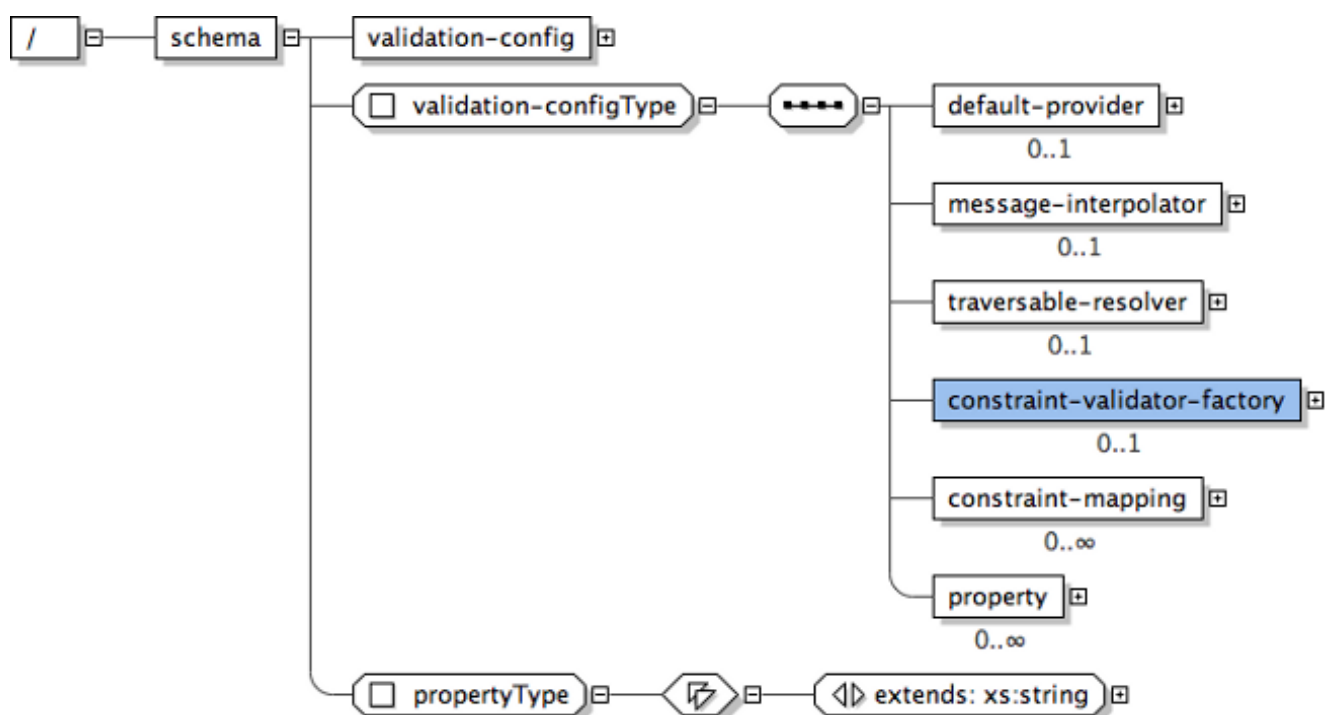 / schema validation-config
validation-configType default-provider
0..1
message-interpolator
0..1
traversable-resolver
0..1
constraint-validator-factory
0..1
constraint-mapping
0..∞
property
0..∞
propertyType extends: xs:string